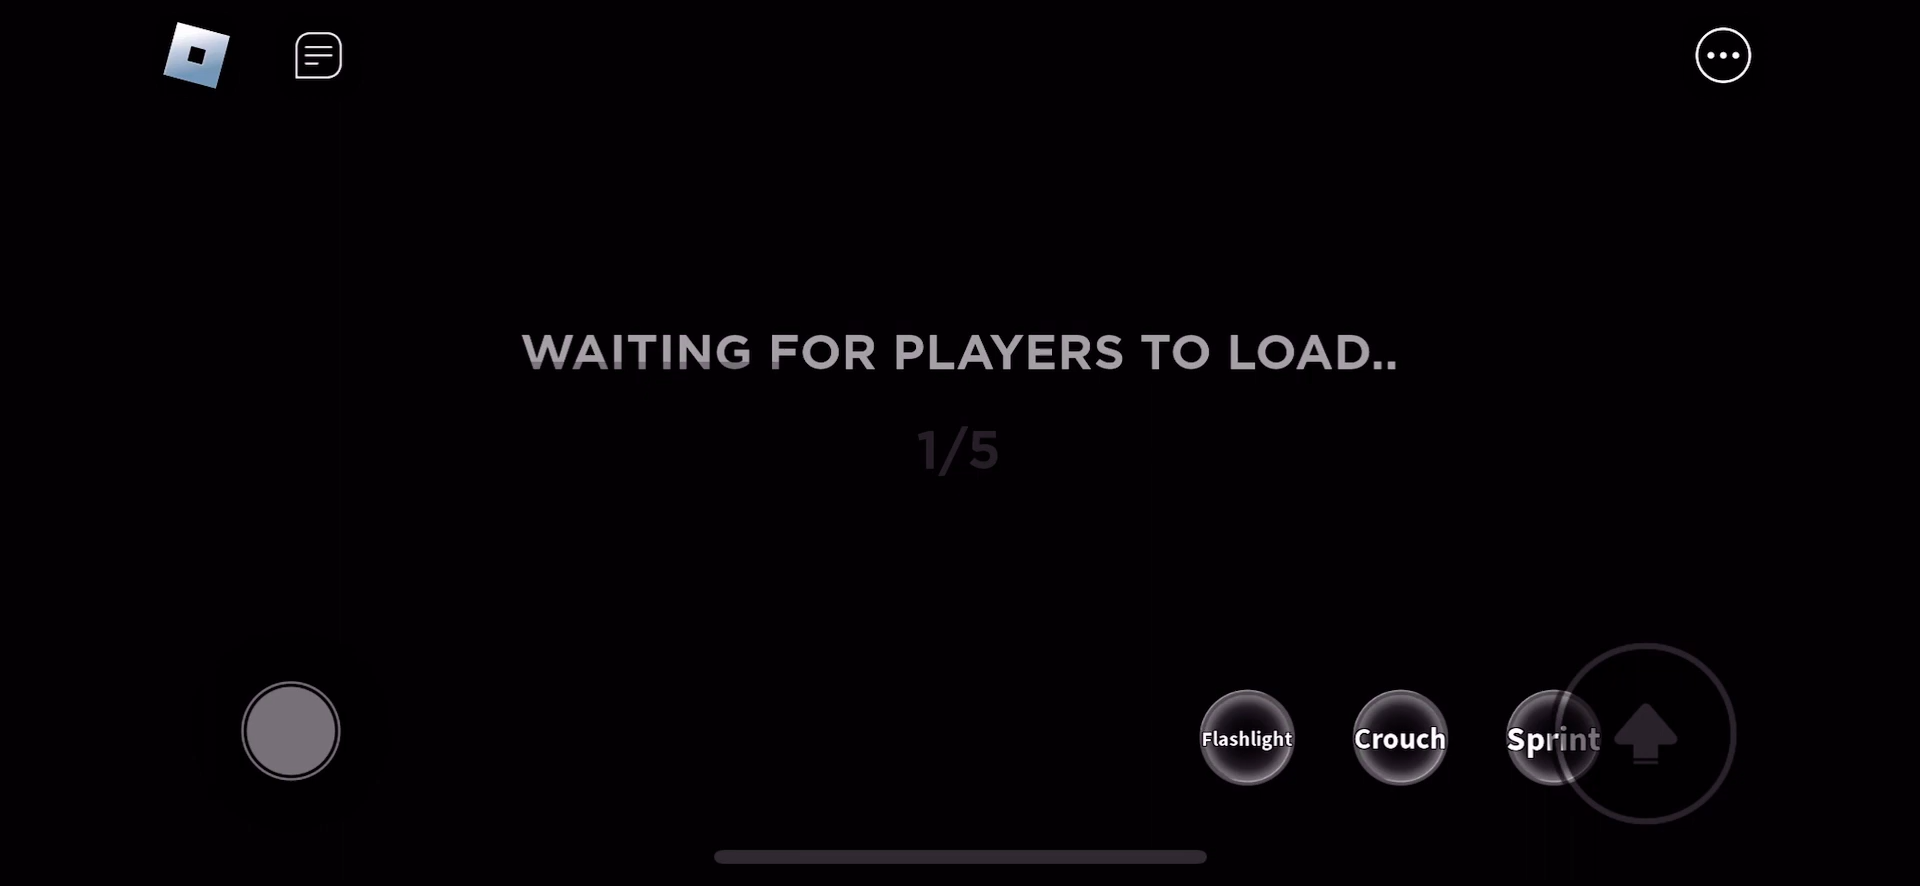 WAITING FOR PLAYERS TO LOAD..
1/5
Flashlight
Crouch
Sprint